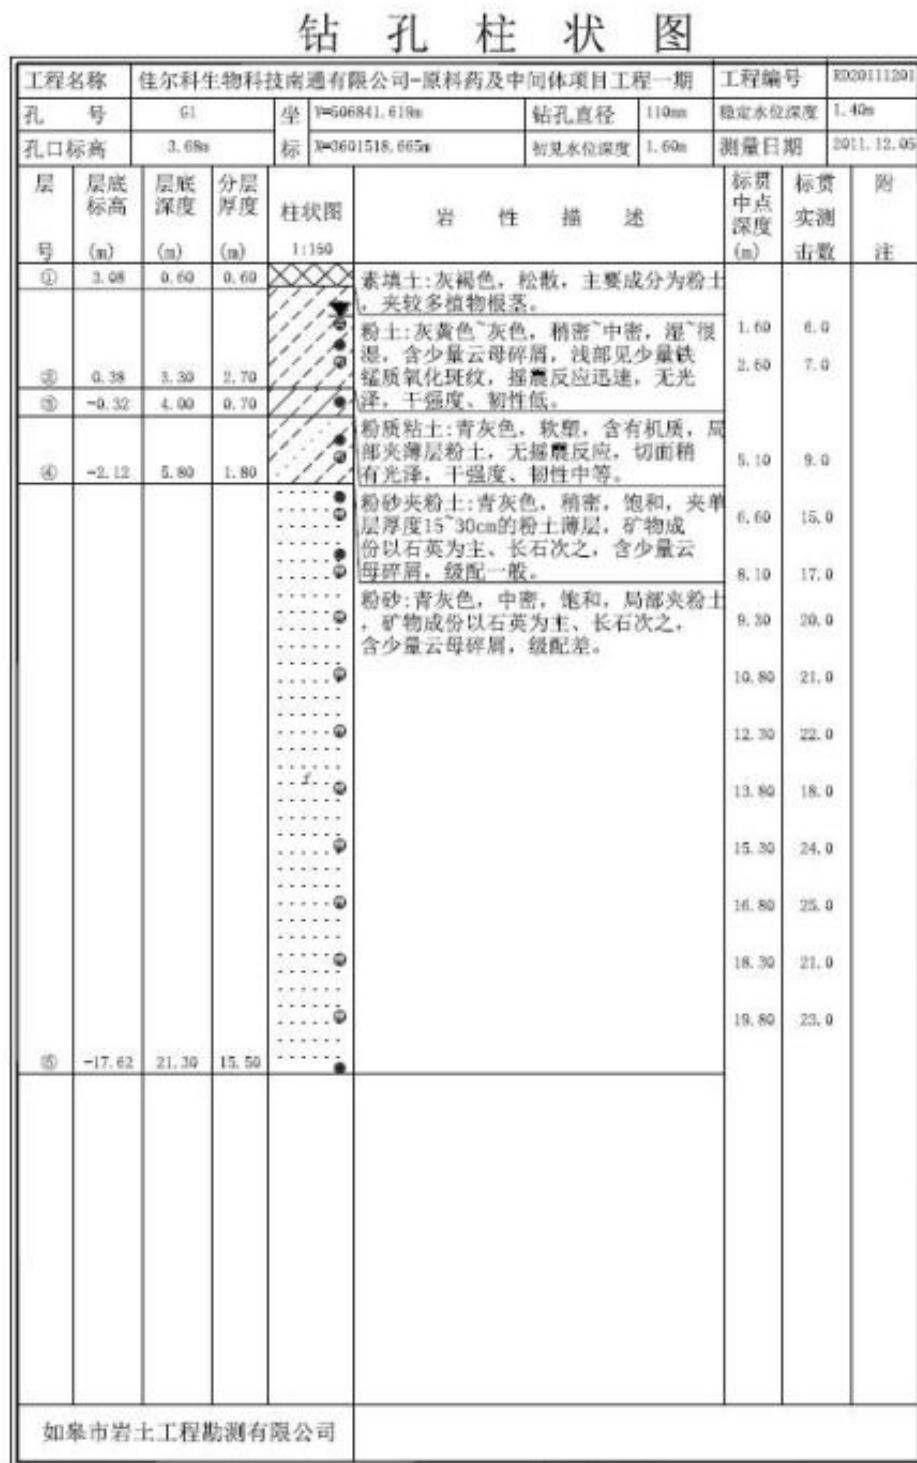 钻孔柱状图
工程名称 佳尔科生物科技南通有限公司-原料药及中间体项目工程一期 工程编号
孔号 G1 坐 Y=506841.619m 钻孔直径 110mm 稳定水位深度 1.40m
孔口标高 3.68m 标 X=3601518.665m 初见水位深度 1.60m 测量日期 2011.12.05
层号 层底标高(m) 层底深度(m) 分层厚度(m) 柱状图1:150 岩性描述 标贯中点深度(m) 标贯实测击数 附注
① 3.08 0.60 0.60
素填土:灰褐色，松散，主要成分为粉土
，夹较多植物根茎。
粉土:灰黄色~灰色，稍密~中密，湿~很 1.60 6.0
湿，含少量云母碎屑，浅部见少量铁
② 0.38 3.30 2.70 锰质氧化斑纹，摇震反应迅速，无光 2.60 7.0
③ -0.32 4.00 0.70 泽，干强度、韧性低。
粉质粘土:青灰色，软塑，含有机质，局
部夹薄层粉土，无摇震反应，切面稍 5.10 9.0
④ -2.12 5.80 1.80 有光泽，干强度、韧性中等。
粉砂夹粉土:青灰色，稍密，饱和，夹单
层厚度15~30cm的粉土薄层，矿物成 6.60 15.0
份以石英为主、长石次之，含少量云
母碎屑，级配一般。 8.10 17.0
粉砂:青灰色，中密，饱和，局部夹粉土
，矿物成份以石英为主、长石次之， 9.30 20.0
含少量云母碎屑，级配差。
10.80 21.0
12.30 22.0
f
13.80 18.0
15.30 24.0
16.80 25.0
18.30 21.0
19.80 23.0
⑤ -17.62 21.30 15.50
如皋市岩土工程勘测有限公司